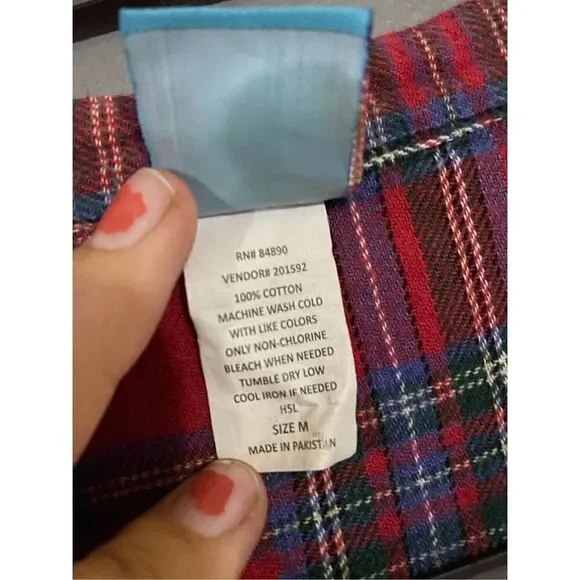 RN# 84890
VENDOR# 201592
100% COTTON
MACHINE WASH COLD
WITH LIKE COLORS
ONLY NON-CHLORINE
BLEACH WHEN NEEDED
TUMBLE DRY LOW
COOL IRON IF NEEDED
HSL
SIZE M
MADE IN PAKISTAN